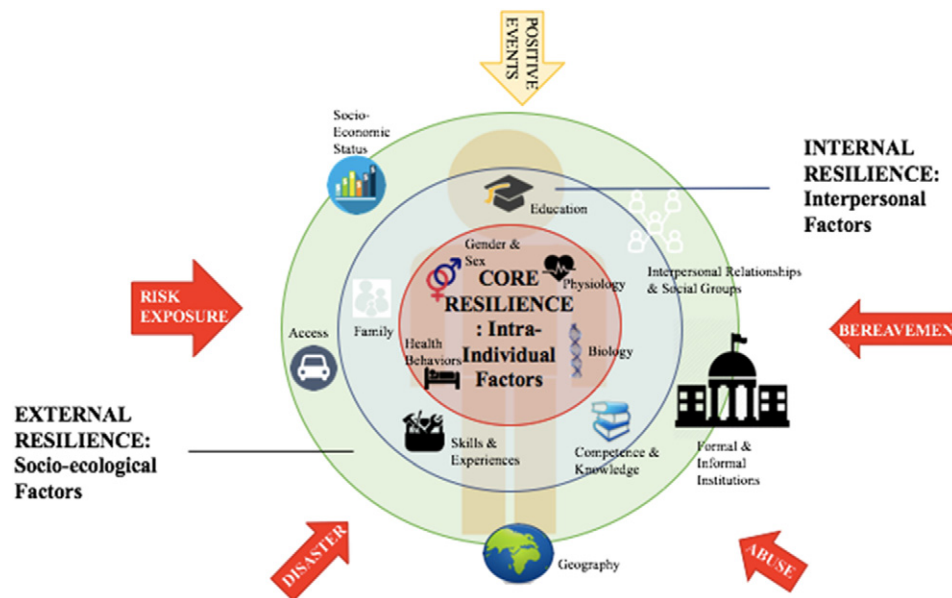 POSITIVE
EVENTS
Socio-
Economic
Status
INTERNAL
RESILIENCE:
Interpersonal
Factors
Education
Gender &
Sex
Physiology
CORE
RESILIENCE
: Intra-
Individual
Factors
Interpersonal Relationships
& Social Groups
RISK
EXPOSURE
Access
Family
Health
Behaviors
Biology
BEREAVEMENT
EXTERNAL
RESILIENCE:
Socio-ecological
Factors
Skills &
Experiences
Competence &
Knowledge
Formal &
Informal
Institutions
DISASTER
ABUSE
Geography